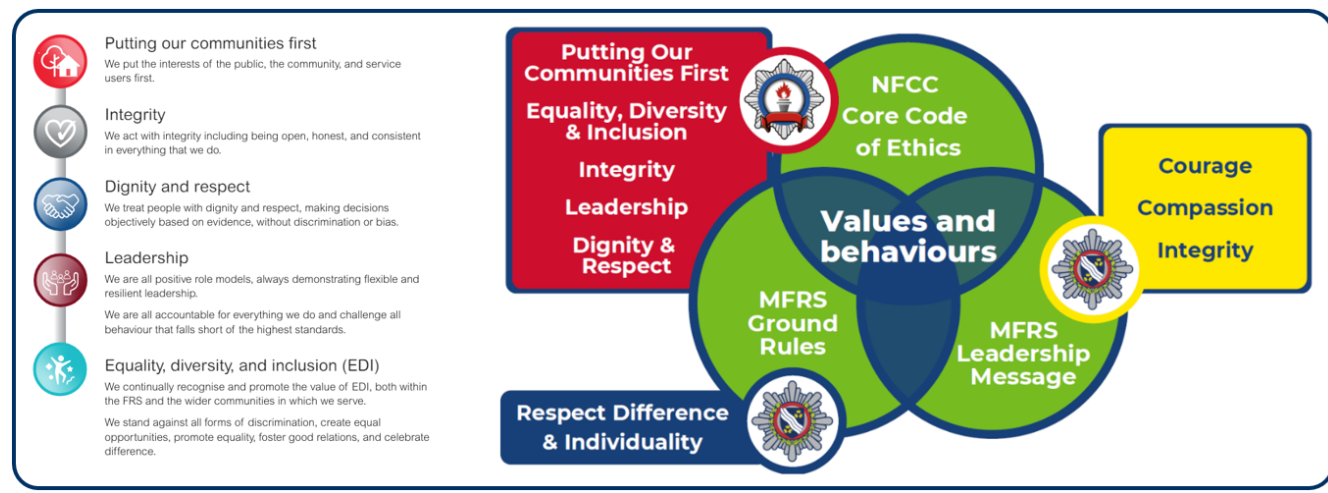 Putting our communities first
We put the interests of the public, the community, and service
users first.
Integrity
We act with integrity including being open, honest, and consistent
in everything that we do.
Dignity and respect
We treat people with dignity and respect, making decisions
objectively based on evidence, without discrimination or bias.
Leadership
We are all positive role models, always demonstrating flexible and
resilient leadership.
We are all accountable for everything we do and challenge all
behaviour that falls short of the highest standards.
Equality, diversity, and inclusion (EDI)
We continually recognise and promote the value of EDI, both within
the FRS and the wider communities in which we serve.
We stand against all forms of discrimination, create equal
opportunities, promote equality, foster good relations, and celebrate
difference.
Putting Our
Communities First
Equality, Diversity
& Inclusion
Integrity
Leadership
Dignity &
Respect
NFCC
Core Code
of Ethics
Values and
behaviours
MFRS
Ground
Rules
MFRS
Leadership
Message
Courage
Compassion
Integrity
Respect Difference
& Individuality